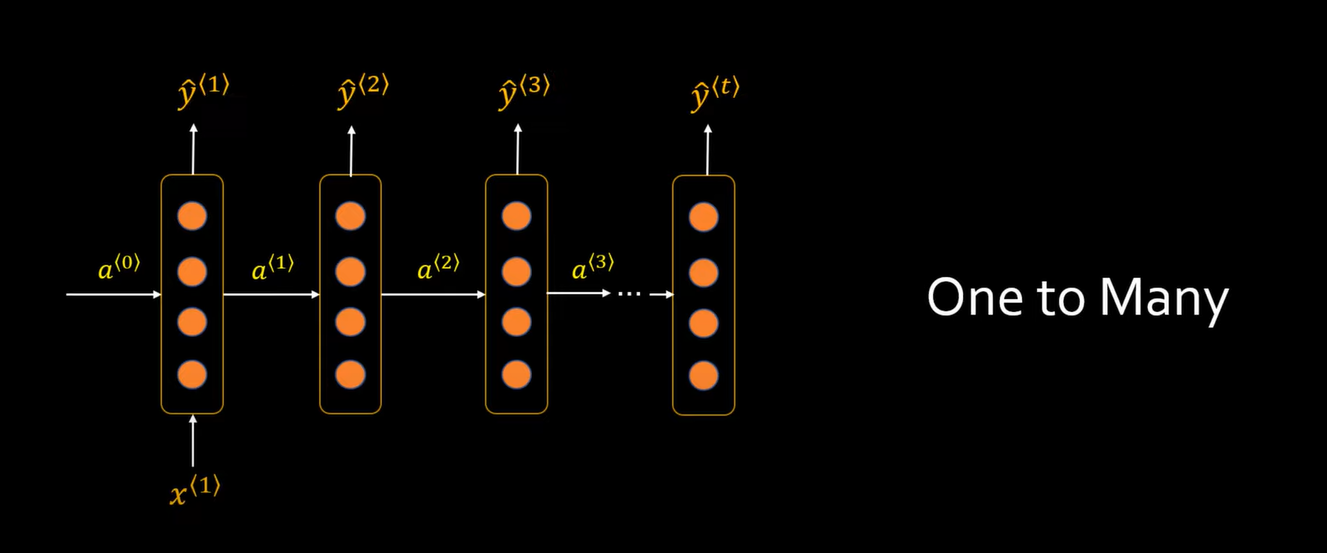 ŷ⟨1⟩ ŷ⟨2⟩ ŷ⟨3⟩ ŷ⟨t⟩
a⟨0⟩ a⟨1⟩ a⟨2⟩ a⟨3⟩ ...
One to Many
x⟨1⟩